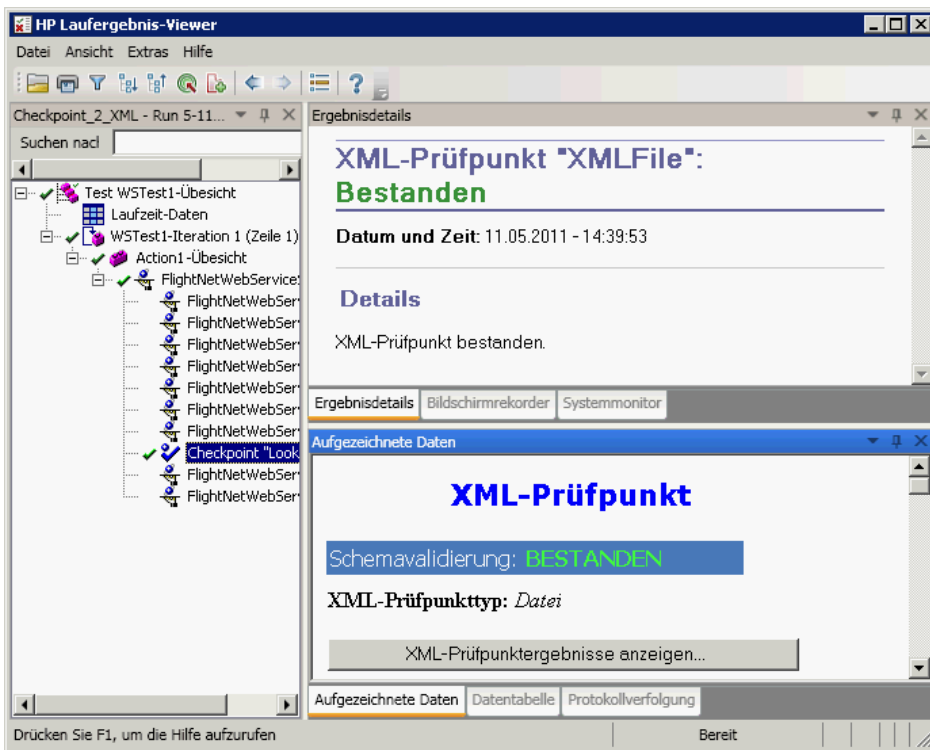 HP Laufergebnis-Viewer
Datei Ansicht Extras Hilfe
Checkpoint_2_XML - Run 5-11...
Suchen nacl
Test WSTest1-Übesicht
Laufzeit-Daten
WSTest1-Iteration 1 (Zeile 1)
Action1-Übesicht
FlightNetWebService
FlightNetWebSer
FlightNetWebSer
FlightNetWebSer
FlightNetWebSer
FlightNetWebSer
FlightNetWebSer
FlightNetWebSer
Checkpoint "Look
FlightNetWebSer
FlightNetWebSer
Ergebnisdetails
XML-Prüfpunkt "XMLFile":
Bestanden
Datum und Zeit: 11.05.2011 - 14:39:53
Details
XML-Prüfpunkt bestanden.
Ergebnisdetails Bildschirmrekorder Systemmonitor
Aufgezeichnete Daten
XML-Prüfpunkt
Schemavalidierung: BESTANDEN
XML-Prüfpunkttyp: Datei
XML-Prüfpunktergebnisse anzeigen...
Aufgezeichnete Daten Datentabelle Protokollverfolgung
Drücken Sie F1, um die Hilfe aufzurufen
Bereit